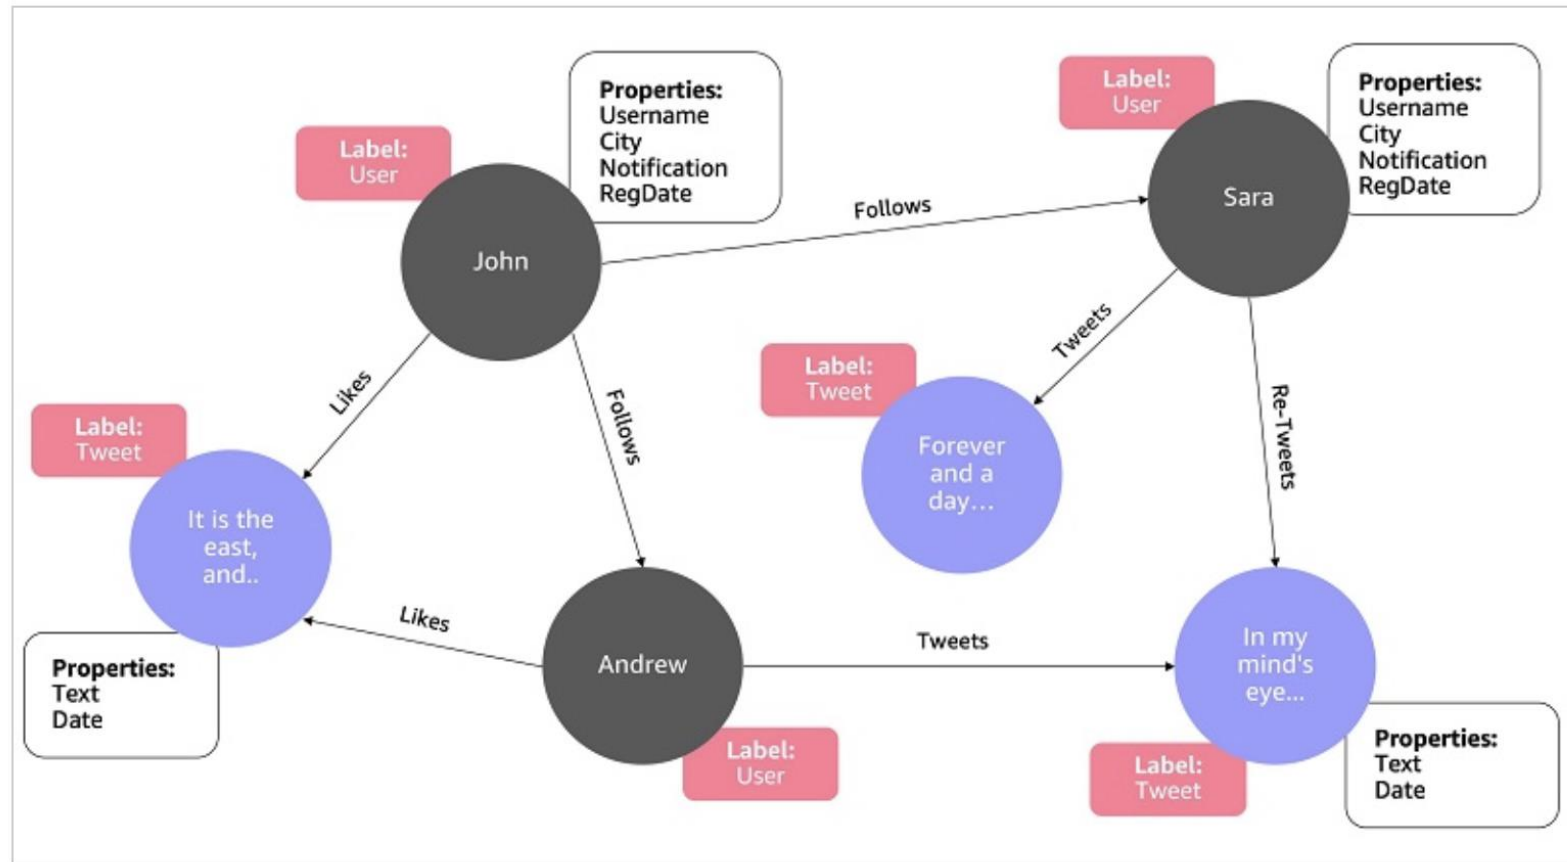 Label:
User
Properties:
Username
City
Notification
RegDate
John
Label:
User
Properties:
Username
City
Notification
RegDate
Sara
Follows
Likes
Follows
Tweets
Re-Tweets
Label:
Tweet
It is the
east,
and..
Properties:
Text
Date
Label:
Tweet
Forever
and a
day...
Likes
Andrew
Label:
User
Tweets
In my
mind's
eye...
Label:
Tweet
Properties:
Text
Date